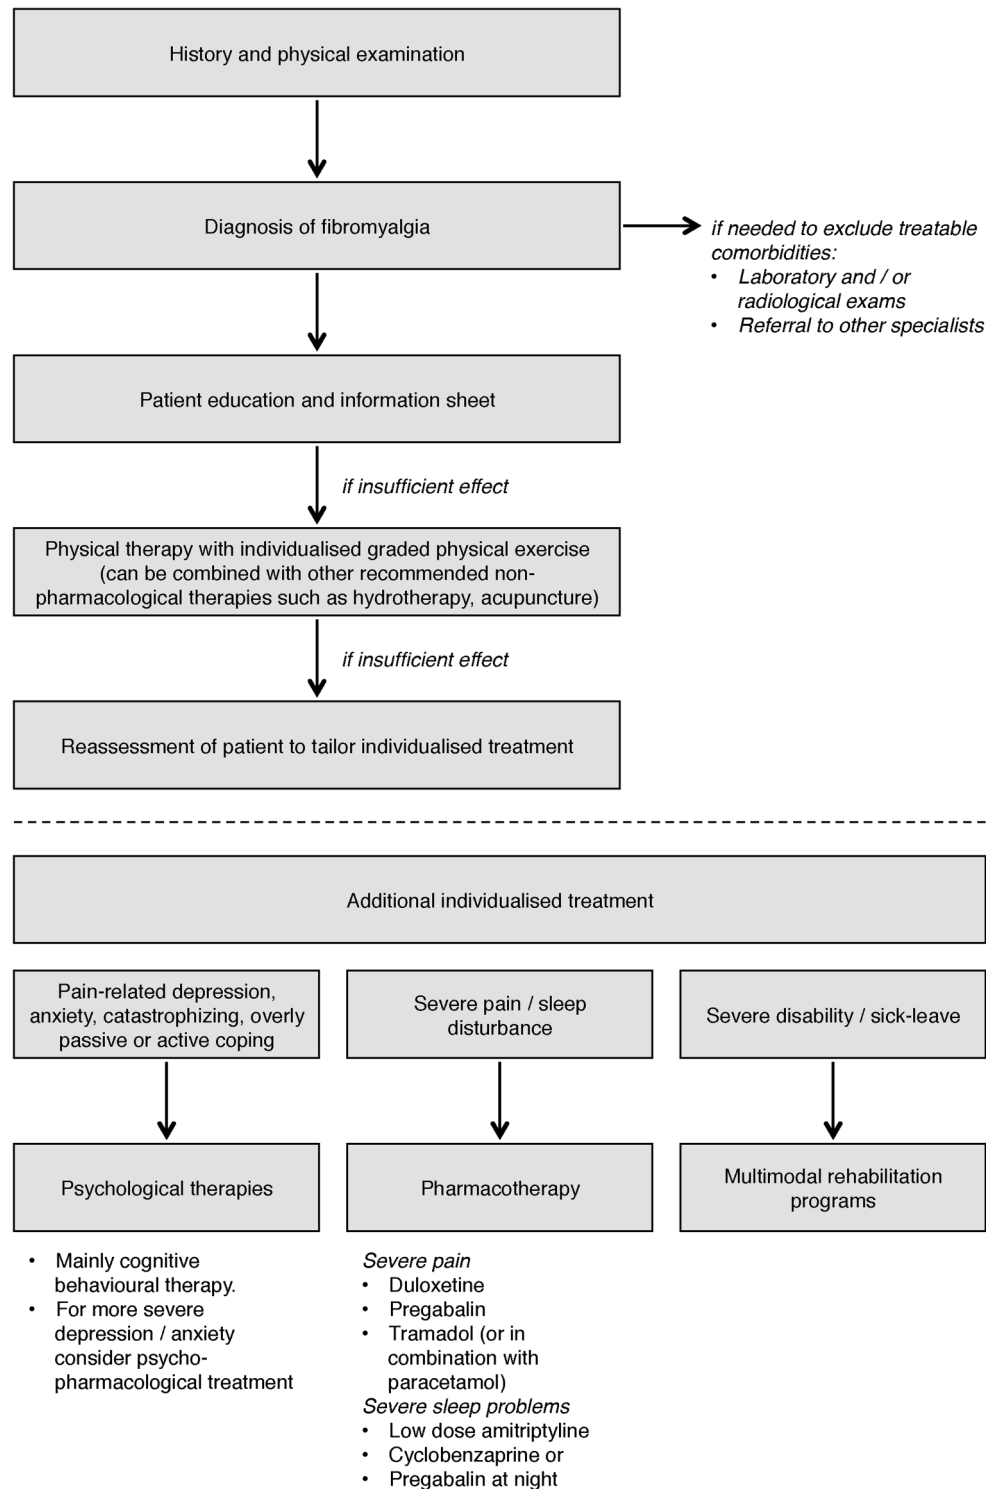 History and physical examination
Diagnosis of fibromyalgia
if needed to exclude treatable
comorbidities:
• Laboratory and / or
radiological exams
• Referral to other specialists
Patient education and information sheet
if insufficient effect
Physical therapy with individualised graded physical exercise
(can be combined with other recommended non-
pharmacological therapies such as hydrotherapy, acupuncture)
if insufficient effect
Reassessment of patient to tailor individualised treatment
Additional individualised treatment
Pain-related depression,
anxiety, catastrophizing, overly
passive or active coping
Severe pain / sleep
disturbance
Severe disability / sick-leave
Psychological therapies
Pharmacotherapy
Multimodal rehabilitation
programs
• Mainly cognitive
behavioural therapy.
• For more severe
depression / anxiety
consider psycho-
pharmacological treatment
Severe pain
• Duloxetine
• Pregabalin
• Tramadol (or in
combination with
paracetamol)
Severe sleep problems
• Low dose amitriptyline
• Cyclobenzaprine or
• Pregabalin at night